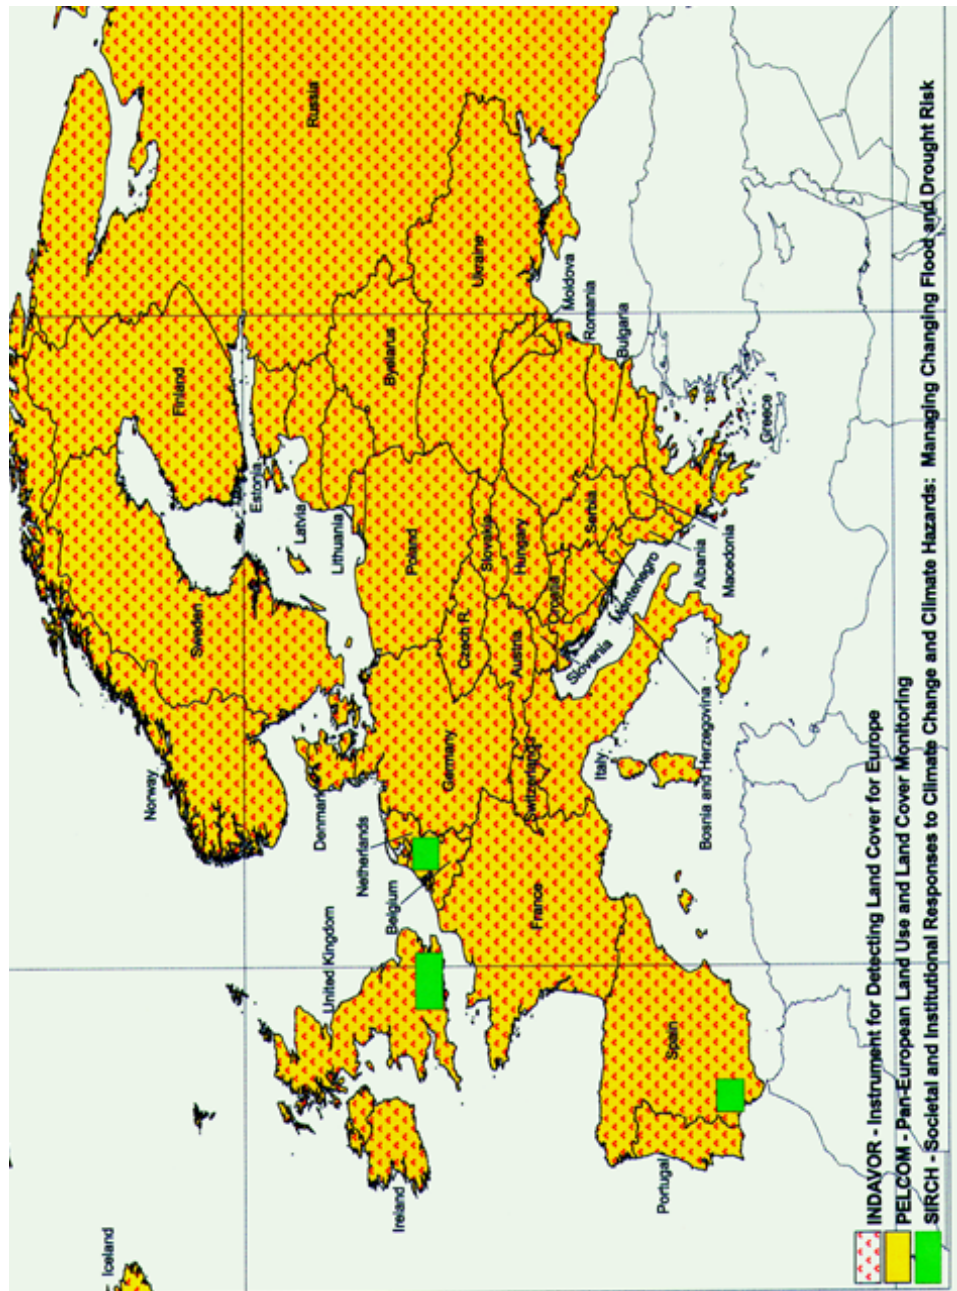 Iceland
Norway
Sweden
Finland
Russia
Estonia
Latvia
Lithuania
Denmark
United Kingdom
Ireland
Netherlands
Belgium
Germany
Poland
Byelarus
Ukraine
Czech R.
Slovakia
Austria
Hungary
Moldova
Romania
Bulgaria
France
Switzerland
Slovenia
Croatia
Serbia
Montenegro
Albania
Macedonia
Greece
Italy
Bosnia and Herzegovina
Spain
Portugal
INDAVOR - Instrument for Detecting Land Cover for Europe
PELCOM - Pan-European Land Use and Land Cover Monitoring
SIRCH - Societal and Institutional Responses to Climate Change and Climate Hazards: Managing Changing Flood and Drought Risk